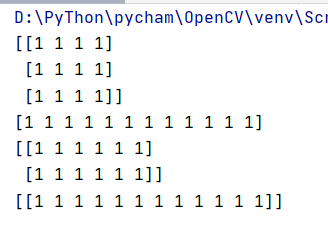 D:\PyThon\pycham\OpenCV\venv\Scr
[[1 1 1 1]
 [1 1 1 1]
 [1 1 1 1]]
[1 1 1 1 1 1 1 1 1 1 1 1]
[[1 1 1 1 1 1]
 [1 1 1 1 1 1]]
[[1 1 1 1 1 1 1 1 1 1 1 1]]